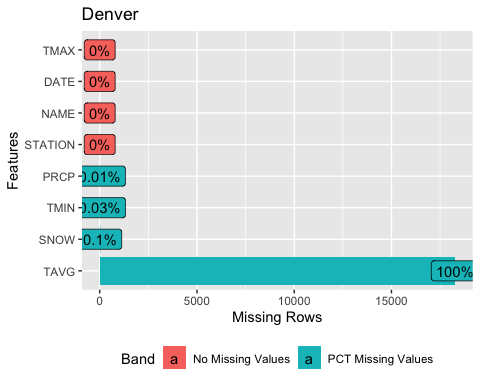 Denver
Features
TMAX 0%
DATE 0%
NAME 0%
STATION 0%
PRCP 0.01%
TMIN 0.03%
SNOW 0.1%
TAVG 100%
0 5000 10000 15000
Missing Rows
Band a No Missing Values a PCT Missing Values